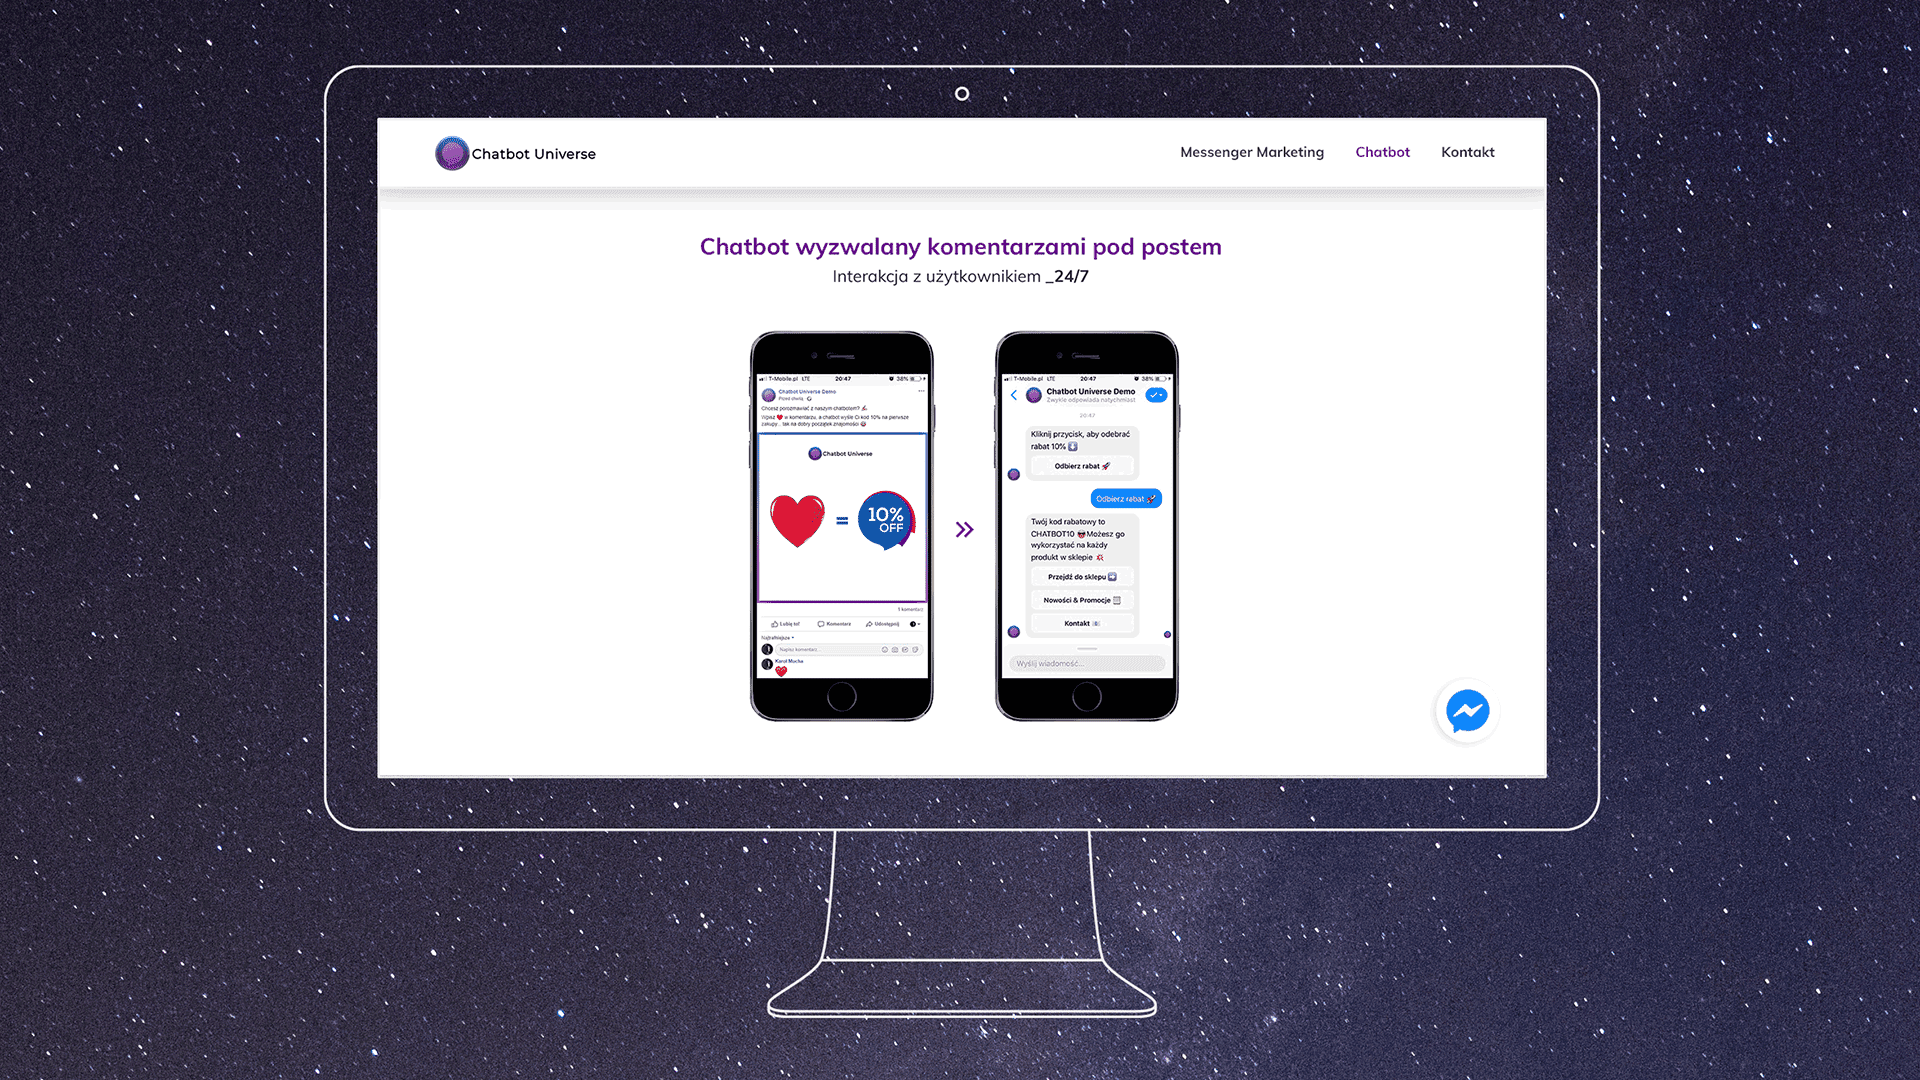 Chatbot Universe
Messenger Marketing
Chatbot
Kontakt
Chatbot wyzwalany komentarzami pod postem
Interakcja z użytkownikiem _24/7
T-Mobile.pl LTE 20:47 38%
Chatbot Universe Demo
Przed chwilą
Chcesz porozmawiać z naszym chatbotem?
Wpisz ❤ w komentarzu, a chatbot wyśle Ci kod 10% na pierwsze
zakupy... tak na dobry początek znajomości
Chatbot Universe
= 10%
OFF
1 komentarz
Lubię to! Komentarz Udostępnij
Najtrafniejsze
Napisz komentarz...
Karol Mucha
T-Mobile.pl LTE 20:47 38%
Chatbot Universe Demo
Zwykle odpowiada natychmiast
20:47
Kliknij przycisk, aby odebrać
rabat 10% ⬇
Odbierz rabat 🚀
Odbierz rabat 🚀
Twój kod rabatowy to
CHATBOT10 😎Możesz go
wykorzystać na każdy
produkt w sklepie
Przejdź do sklepu ➡
Nowości & Promocje
Kontakt
Wyślij wiadomość...